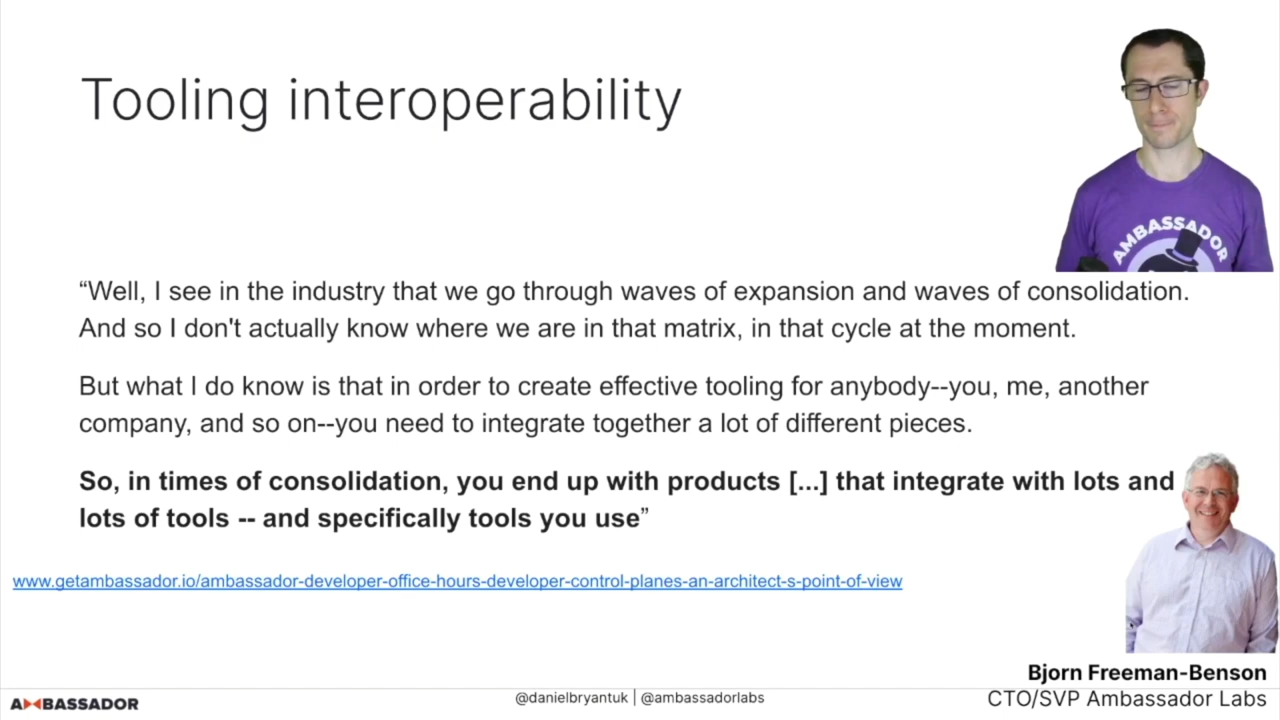 Tooling interoperability
AMBASSADOR
“Well, I see in the industry that we go through waves of expansion and waves of consolidation.
And so I don't actually know where we are in that matrix, in that cycle at the moment.
But what I do know is that in order to create effective tooling for anybody--you, me, another
company, and so on--you need to integrate together a lot of different pieces.
So, in times of consolidation, you end up with products [...] that integrate with lots and
lots of tools -- and specifically tools you use”
www.getambassador.io/ambassador-developer-office-hours-developer-control-planes-an-architect-s-point-of-view
Bjorn Freeman-Benson
CTO/SVP Ambassador Labs
@danielbryantuk | @ambassadorlabs
AMBASSADOR